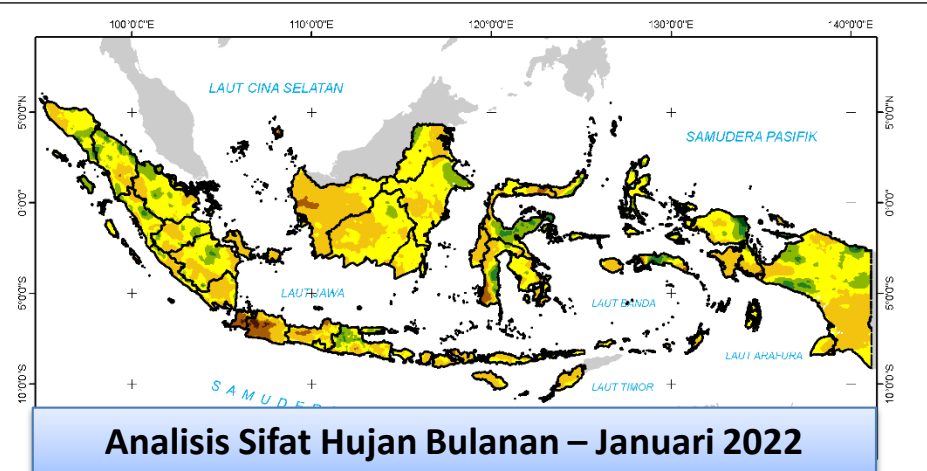 100°0'0"E 110°0'0"E 120°0'0"E 130°0'0"E 140°0'0"E
LAUT CINA SELATAN
5°0'0"N 5°0'0"N
SAMUDERA PASIFIK
0°0'0" 0°0'0"
LAUT JAWA
5°0'0"S 5°0'0"S
LAUT BANDA
LAUT ARAFURA
10°0'0"S 10°0'0"S
LAUT TIMOR
Analisis Sifat Hujan Bulanan – Januari 2022